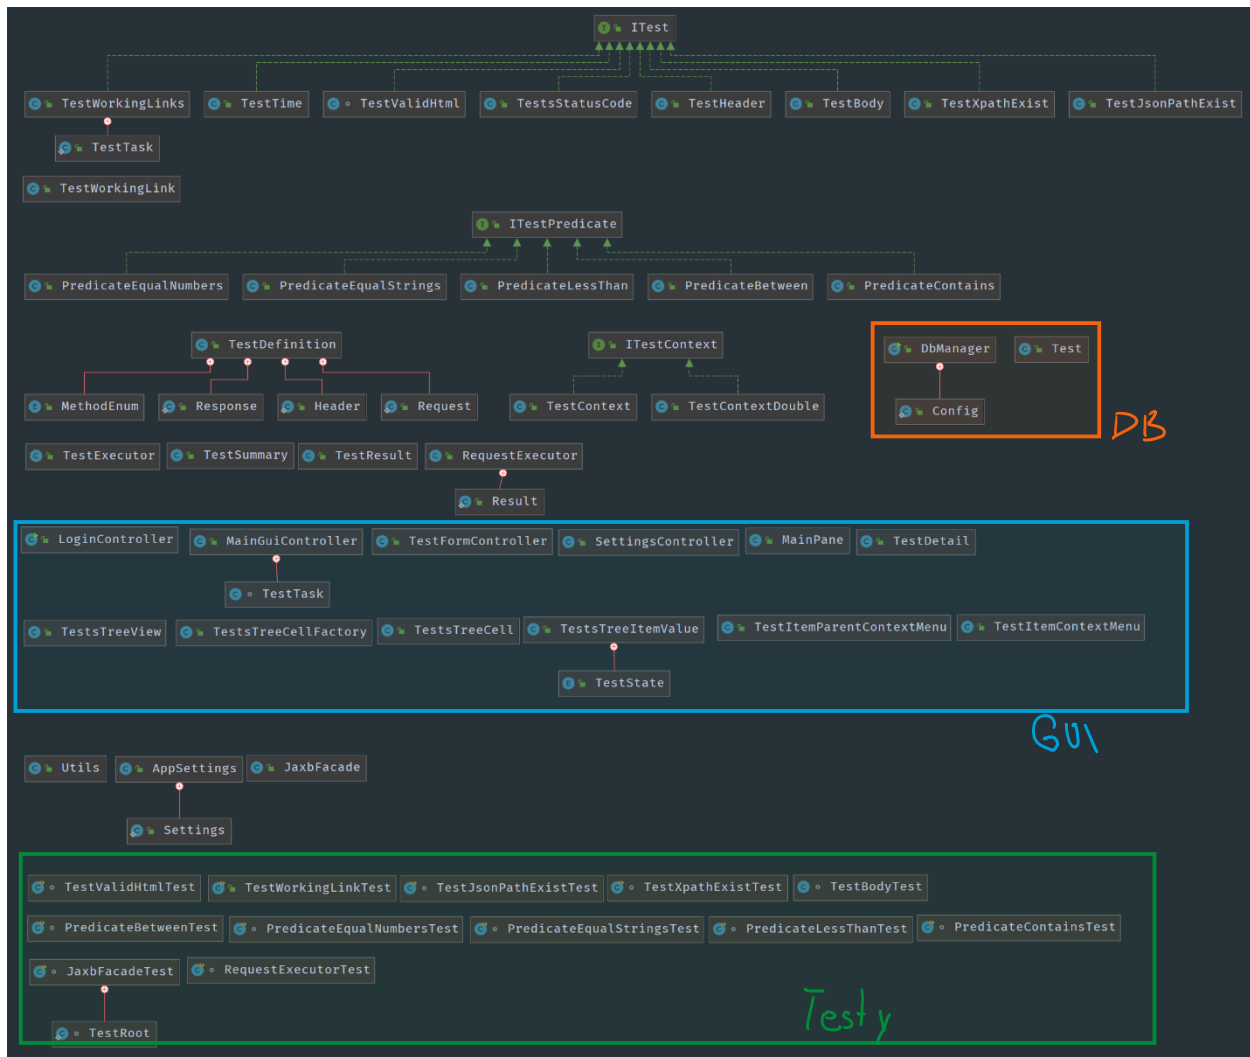 ITest
TestWorkingLinks TestTime TestValidHtml TestsStatusCode TestHeader TestBody TestXpathExist TestJsonPathExist
TestTask
TestWorkingLink
ITestPredicate
PredicateEqualNumbers PredicateEqualStrings PredicateLessThan PredicateBetween PredicateContains
TestDefinition ITestContext DbManager Test
MethodEnum Response Header Request TestContext TestContextDouble Config
DB
TestExecutor TestSummary TestResult RequestExecutor
Result
LoginController MainGuiController TestFormController SettingsController MainPane TestDetail
TestTask
TestsTreeView TestsTreeCellFactory TestsTreeCell TestsTreeItemValue TestItemParentContextMenu TestItemContextMenu
TestState
GUI
Utils AppSettings JaxbFacade
Settings
TestValidHtmlTest TestWorkingLinkTest TestJsonPathExistTest TestXpathExistTest TestBodyTest
PredicateBetweenTest PredicateEqualNumbersTest PredicateEqualStringsTest PredicateLessThanTest PredicateContainsTest
JaxbFacadeTest RequestExecutorTest
Testy
TestRoot